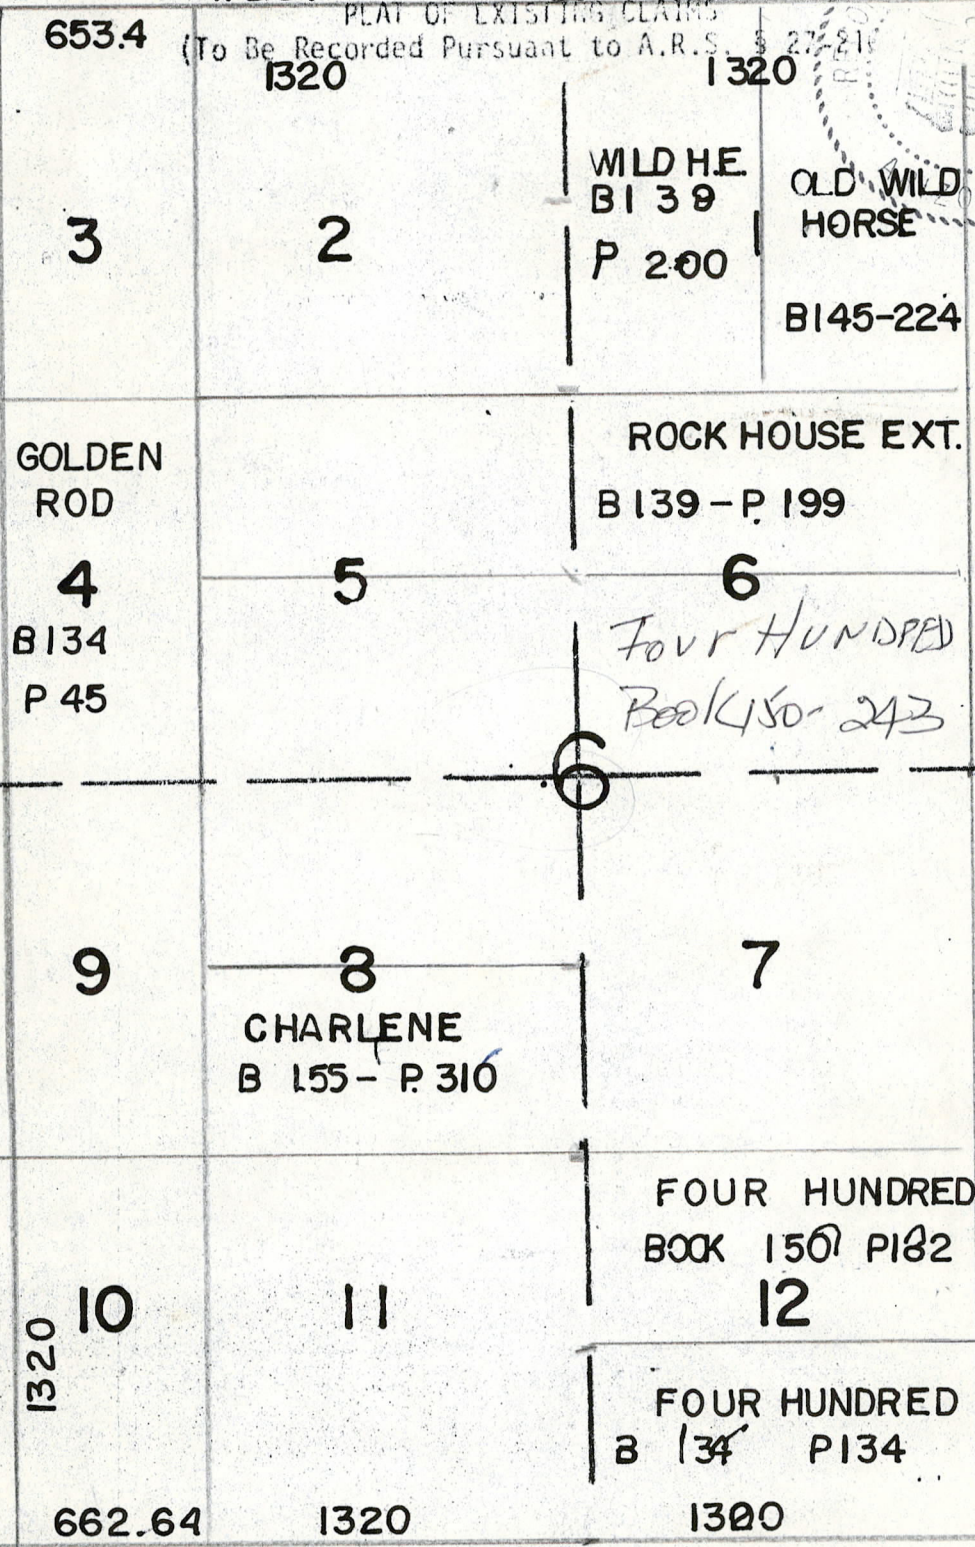 PLAT OF EXISTING CLAIMS
(To Be Recorded Pursuant to A.R.S. §
653.4
1320
1320
3
2
WILD H.E.
B139
P 200
OLD WILD
HORSE
B145-224
GOLDEN
ROD
4
B134
P 45
5
ROCK HOUSE EXT.
B 139 - P. 199
6
Four HUNDRED
Book 150- 243
6
9
8
CHARLENE
B 155 - P. 316
7
10
1320
11
FOUR HUNDRED
BOOK P182
12
FOUR HUNDRED
B 134 P134
662.64
1320
1300